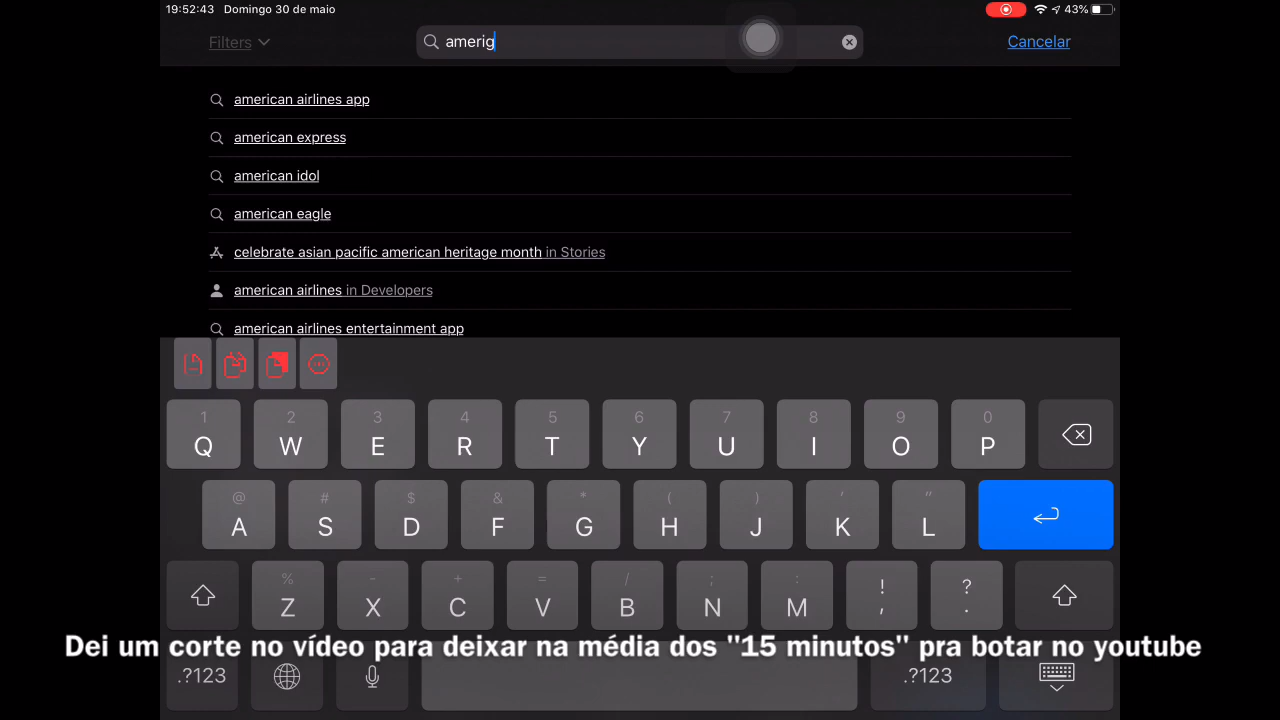 19:52:43 Domingo 30 de maio 43%
Filters amerig Cancelar
american airlines app
american express
american idol
american eagle
celebrate asian pacific american heritage month in Stories
american airlines in Developers
american airlines entertainment app
1 2 3 4 5 6 7 8 9 0
Q W E R T Y U I O P
@ # $ & * ( ) ' "
A S D F G H J K L
% - + = / ; : ! ?
Z X C V B N M , .
Dei um corte no vídeo para deixar na média dos "15 minutos" pra botar no youtube
.?123 .?123